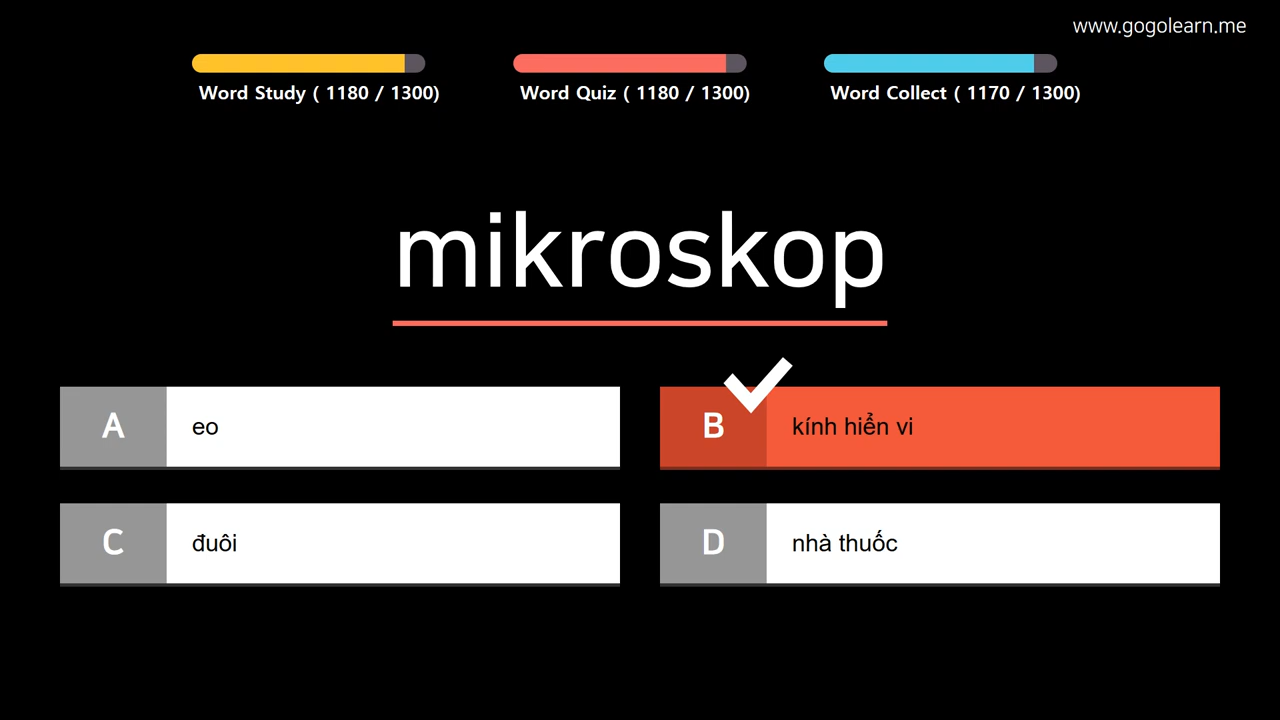 www.gogolearn.me
Word Study ( 1180 / 1300)
Word Quiz ( 1180 / 1300)
Word Collect ( 1170 / 1300)
mikroskop
A eo
B kính hiển vi
C đuôi
D nhà thuốc